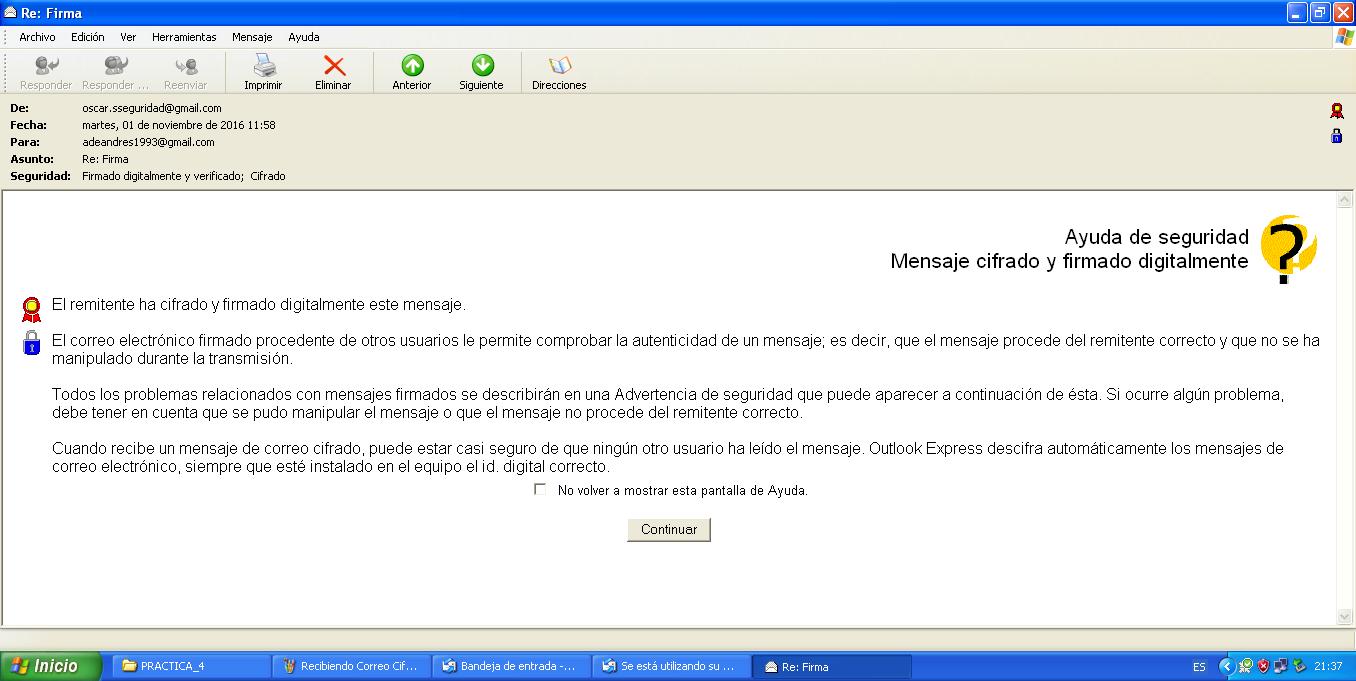 Re: Firma
Archivo Edición Ver Herramientas Mensaje Ayuda
Responder Responder ... Reenviar Imprimir Eliminar Anterior Siguiente Direcciones
De: oscar.sseguridad@gmail.com
Fecha: martes, 01 de noviembre de 2016 11:58
Para: adeandres1993@gmail.com
Asunto: Re: Firma
Seguridad: Firmado digitalmente y verificado; Cifrado
Ayuda de seguridad
Mensaje cifrado y firmado digitalmente
El remitente ha cifrado y firmado digitalmente este mensaje.
El correo electrónico firmado procedente de otros usuarios le permite comprobar la autenticidad de un mensaje; es decir, que el mensaje procede del remitente correcto y que no se ha
manipulado durante la transmisión.
Todos los problemas relacionados con mensajes firmados se describirán en una Advertencia de seguridad que puede aparecer a continuación de ésta. Si ocurre algún problema,
debe tener en cuenta que se pudo manipular el mensaje o que el mensaje no procede del remitente correcto.
Cuando recibe un mensaje de correo cifrado, puede estar casi seguro de que ningún otro usuario ha leído el mensaje. Outlook Express descifra automáticamente los mensajes de
correo electrónico, siempre que esté instalado en el equipo el id. digital correcto.
No volver a mostrar esta pantalla de Ayuda.
Continuar
Inicio PRACTICA_4 Recibiendo Correo Cif... Bandeja de entrada -... Se está utilizando su ... Re: Firma ES 21:37